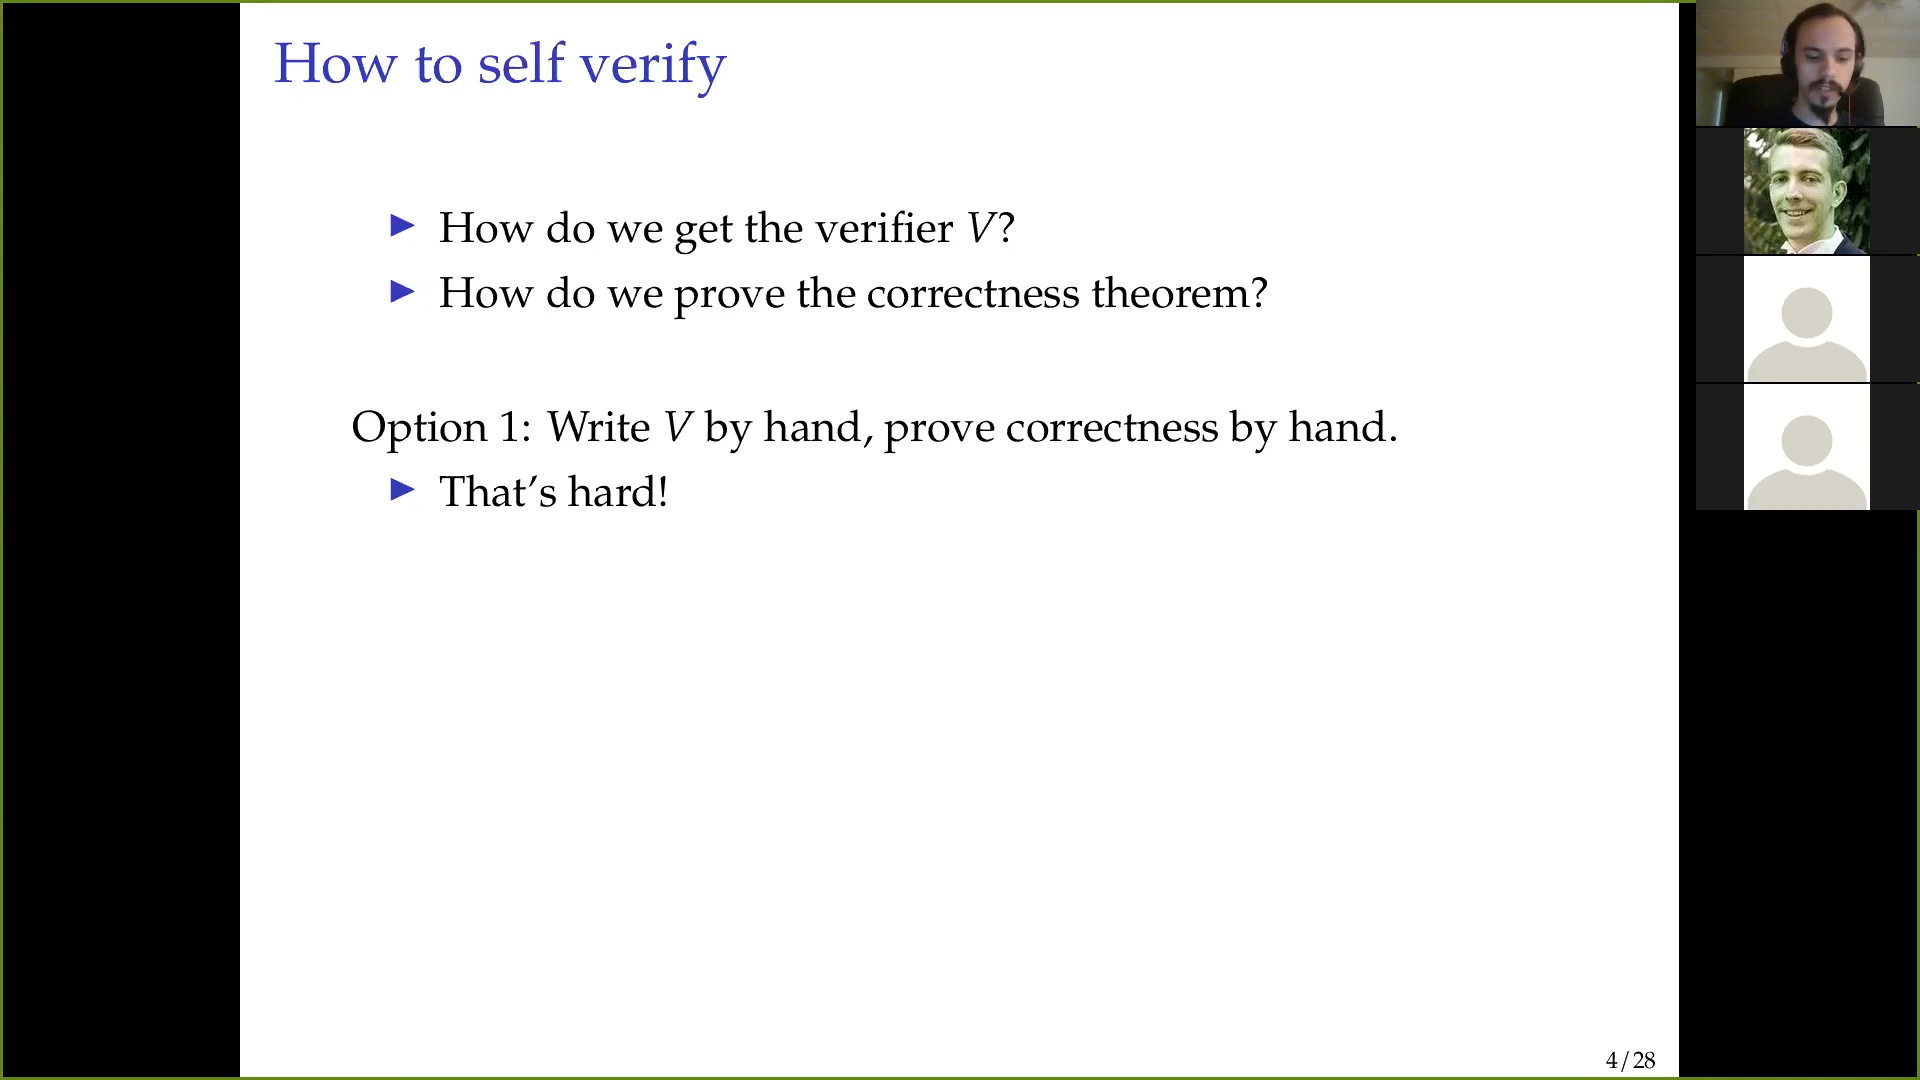 How to self verify
▶ How do we get the verifier V?
▶ How do we prove the correctness theorem?
Option 1: Write V by hand, prove correctness by hand.
▶ That's hard!
4/28